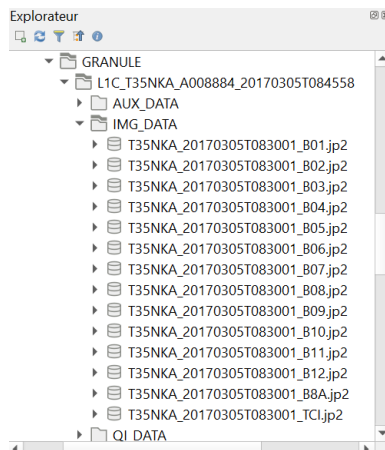 Explorateur
GRANULE
L1C_T35NKA_A008884_20170305T084558
AUX_DATA
IMG_DATA
T35NKA_20170305T083001_B01.jp2
T35NKA_20170305T083001_B02.jp2
T35NKA_20170305T083001_B03.jp2
T35NKA_20170305T083001_B04.jp2
T35NKA_20170305T083001_B05.jp2
T35NKA_20170305T083001_B06.jp2
T35NKA_20170305T083001_B07.jp2
T35NKA_20170305T083001_B08.jp2
T35NKA_20170305T083001_B09.jp2
T35NKA_20170305T083001_B10.jp2
T35NKA_20170305T083001_B11.jp2
T35NKA_20170305T083001_B12.jp2
T35NKA_20170305T083001_B8A.jp2
T35NKA_20170305T083001_TCI.jp2
QI_DATA